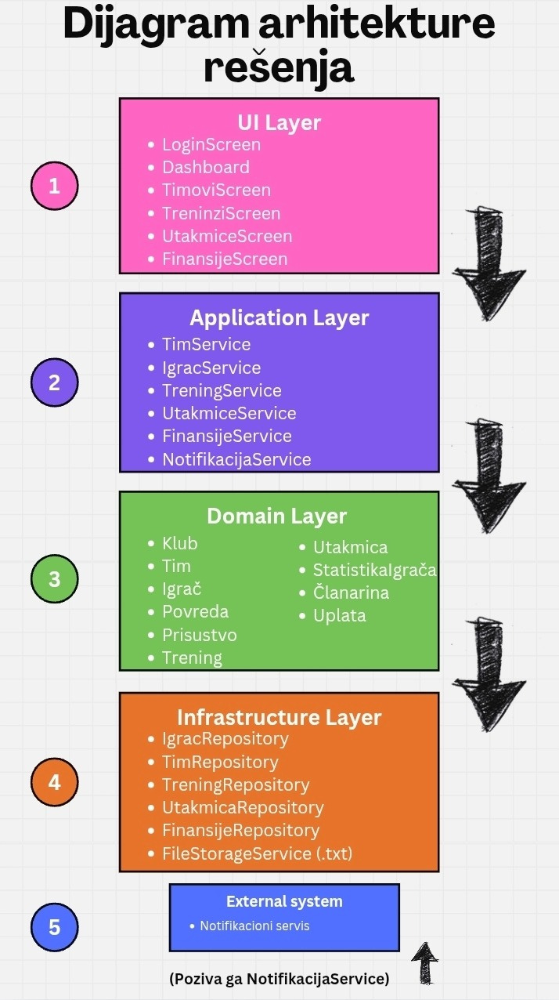 Dijagram arhitekture
rešenja
1
UI Layer
LoginScreen
Dashboard
TimoviScreen
TreninziScreen
UtakmiceScreen
FinansijeScreen
2
Application Layer
TimService
IgracService
TreningService
UtakmiceService
FinansijeService
NotifikacijaService
3
Domain Layer
Klub
Tim
Igrač
Povreda
Prisustvo
Trening
Utakmica
StatistikaIgrača
Članarina
Uplata
4
Infrastructure Layer
IgracRepository
TimRepository
TreningRepository
UtakmicaRepository
FinansijeRepository
FileStorageService (.txt)
5
External system
Notifikacioni servis
(Poziva ga NotifikacijaService)